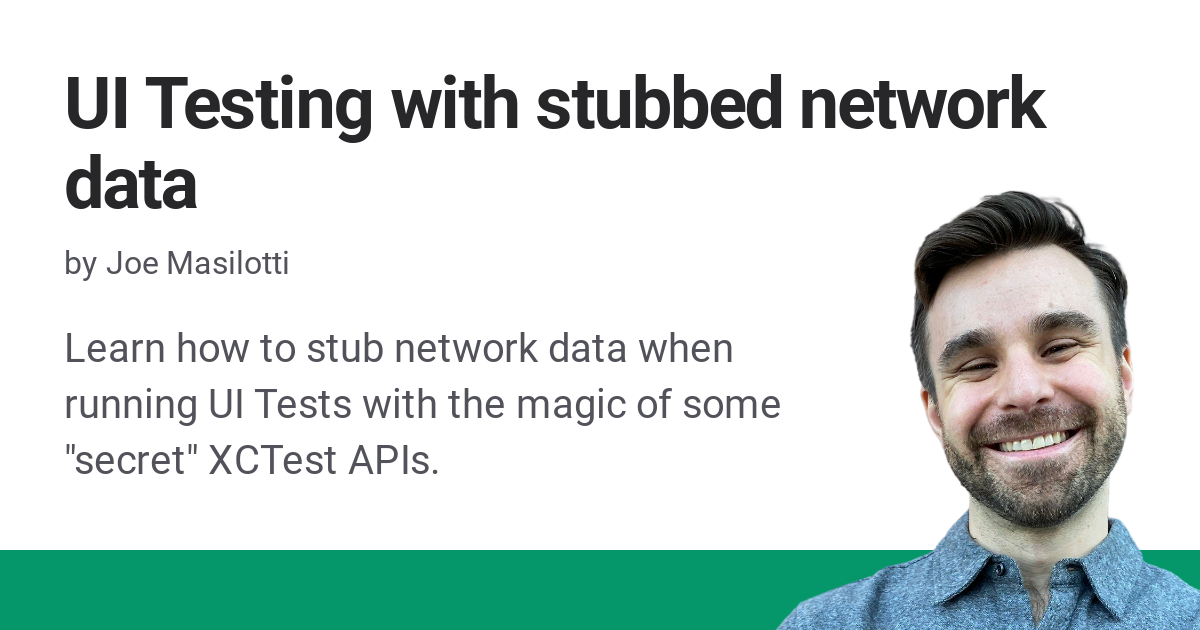 UI Testing with stubbed network
data
by Joe Masilotti
Learn how to stub network data when
running UI Tests with the magic of some
"secret" XCTest APIs.